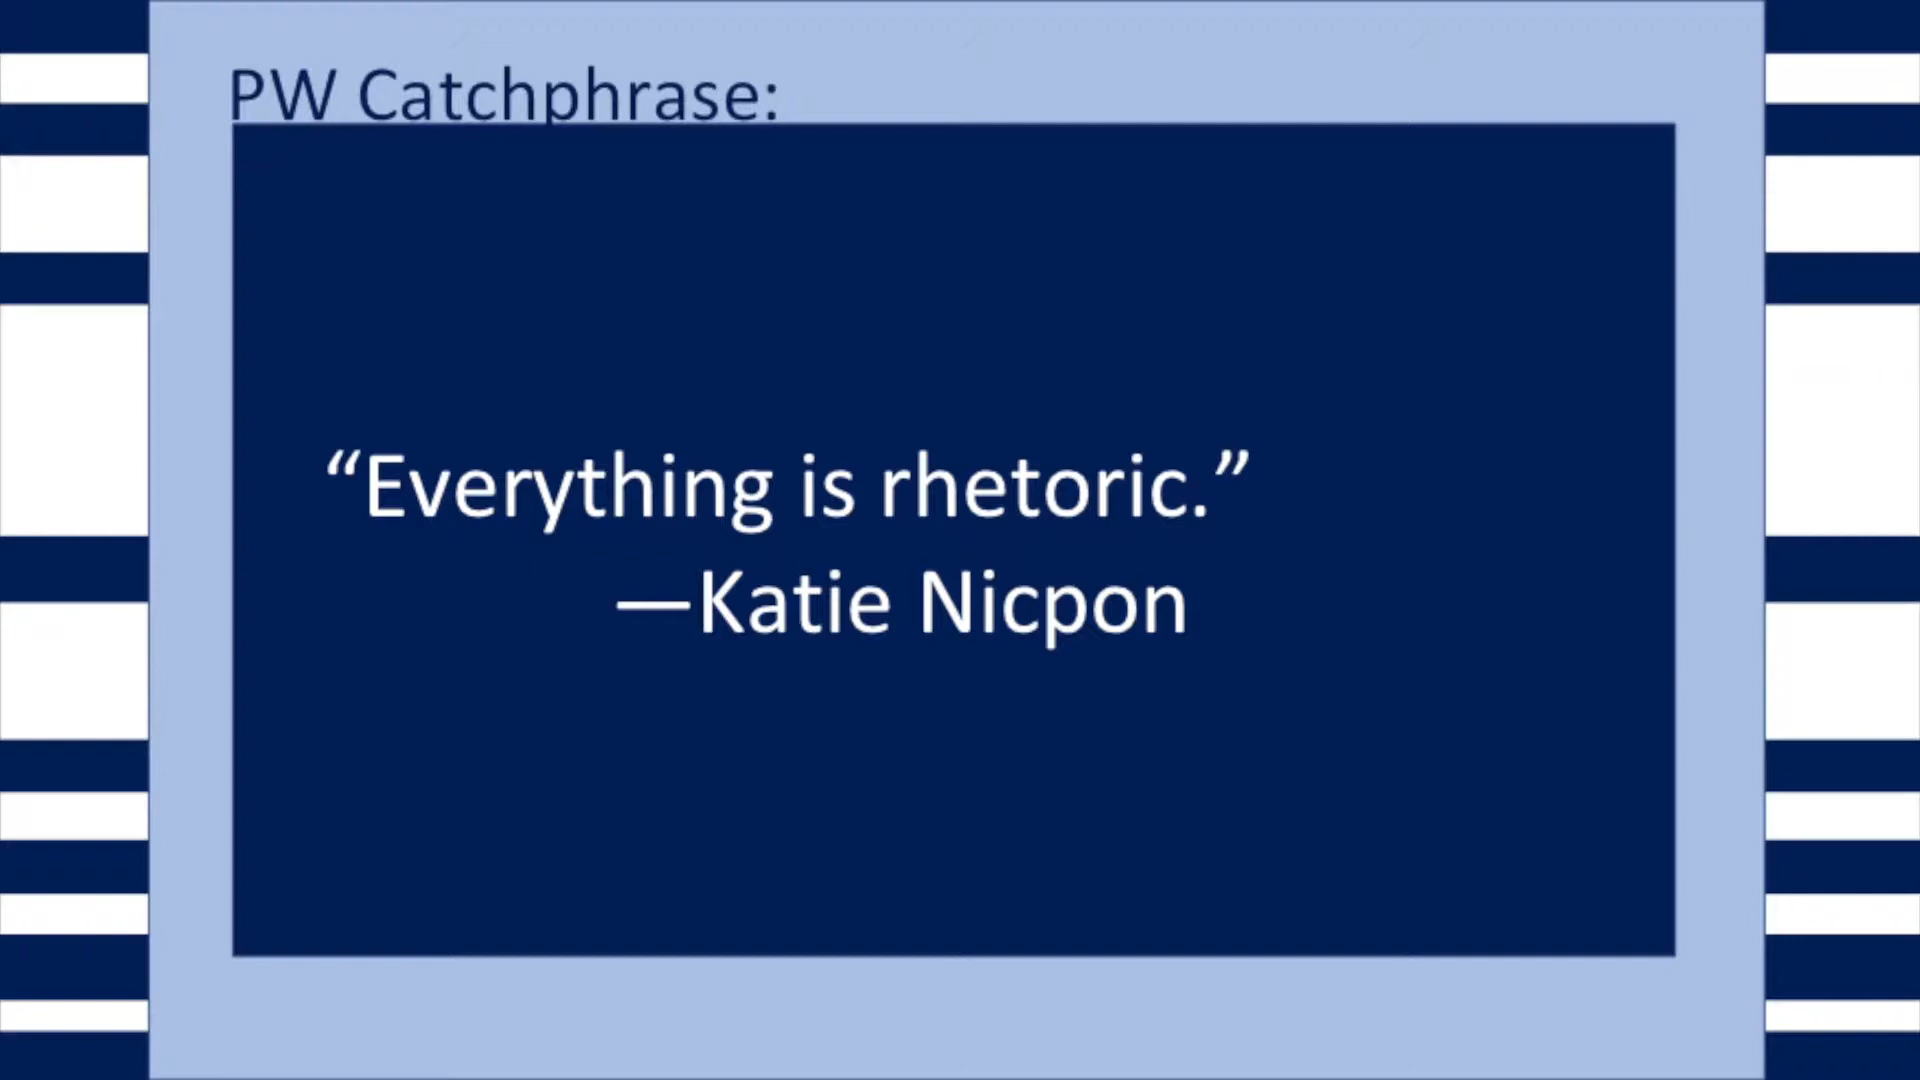 PW Catchphrase:
“Everything is rhetoric.”
—Katie Nicpon